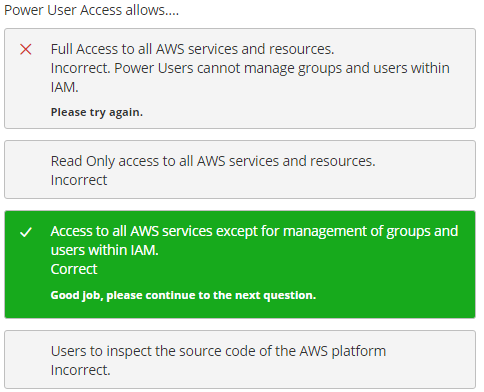 Power User Access allows....
Full Access to all AWS services and resources.
Incorrect. Power Users cannot manage groups and users within
IAM.
Please try again.
Read Only access to all AWS services and resources.
Incorrect
Access to all AWS services except for management of groups and
users within IAM.
Correct
Good job, please continue to the next question.
Users to inspect the source code of the AWS platform
Incorrect.